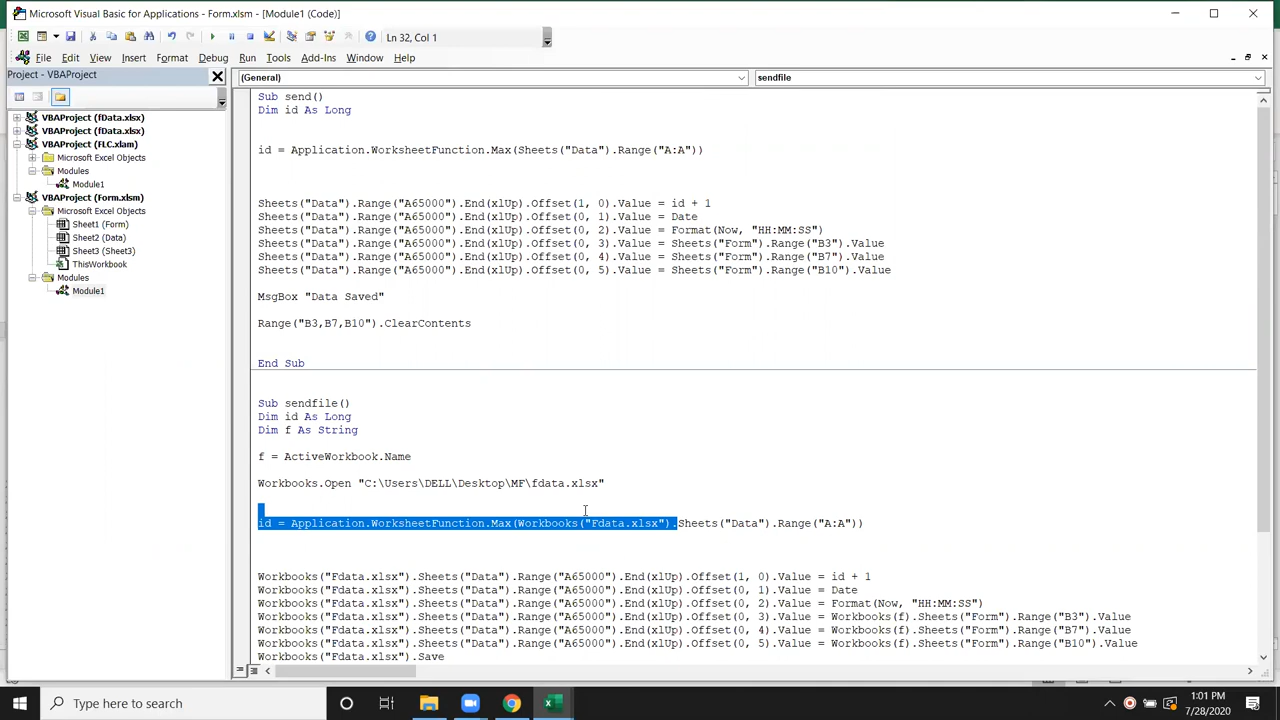 Microsoft Visual Basic for Applications - Form.xlsm - [Module1 (Code)]
Ln 32, Col 1
File Edit View Insert Format Debug Run Tools Add-Ins Window Help
Project - VBAProject
(General)
sendfile
VBAProject (fData.xlsx)
VBAProject (fData.xlsx)
VBAProject (FLC.xlam)
Microsoft Excel Objects
Modules
Module1
VBAProject (Form.xlsm)
Microsoft Excel Objects
Sheet1 (Form)
Sheet2 (Data)
Sheet3 (Sheet3)
ThisWorkbook
Modules
Module1
Sub send()
Dim id As Long
id = Application.WorksheetFunction.Max(Sheets("Data").Range("A:A"))
Sheets("Data").Range("A65000").End(xlUp).Offset(1, 0).Value = id + 1
Sheets("Data").Range("A65000").End(xlUp).Offset(0, 1).Value = Date
Sheets("Data").Range("A65000").End(xlUp).Offset(0, 2).Value = Format(Now, "HH:MM:SS")
Sheets("Data").Range("A65000").End(xlUp).Offset(0, 3).Value = Sheets("Form").Range("B3").Value
Sheets("Data").Range("A65000").End(xlUp).Offset(0, 4).Value = Sheets("Form").Range("B7").Value
Sheets("Data").Range("A65000").End(xlUp).Offset(0, 5).Value = Sheets("Form").Range("B10").Value
MsgBox "Data Saved"
Range("B3,B7,B10").ClearContents
End Sub
Sub sendfile()
Dim id As Long
Dim f As String
f = ActiveWorkbook.Name
Workbooks.Open "C:\Users\DELL\Desktop\MF\fdata.xlsx"
id = Application.WorksheetFunction.Max(Workbooks("Fdata.xlsx").Sheets("Data").Range("A:A"))
Workbooks("Fdata.xlsx").Sheets("Data").Range("A65000").End(xlUp).Offset(1, 0).Value = id + 1
Workbooks("Fdata.xlsx").Sheets("Data").Range("A65000").End(xlUp).Offset(0, 1).Value = Date
Workbooks("Fdata.xlsx").Sheets("Data").Range("A65000").End(xlUp).Offset(0, 2).Value = Format(Now, "HH:MM:SS")
Workbooks("Fdata.xlsx").Sheets("Data").Range("A65000").End(xlUp).Offset(0, 3).Value = Workbooks(f).Sheets("Form").Range("B3").Value
Workbooks("Fdata.xlsx").Sheets("Data").Range("A65000").End(xlUp).Offset(0, 4).Value = Workbooks(f).Sheets("Form").Range("B7").Value
Workbooks("Fdata.xlsx").Sheets("Data").Range("A65000").End(xlUp).Offset(0, 5).Value = Workbooks(f).Sheets("Form").Range("B10").Value
Workbooks("Fdata.xlsx").Save
Type here to search
1:01 PM
7/28/2020